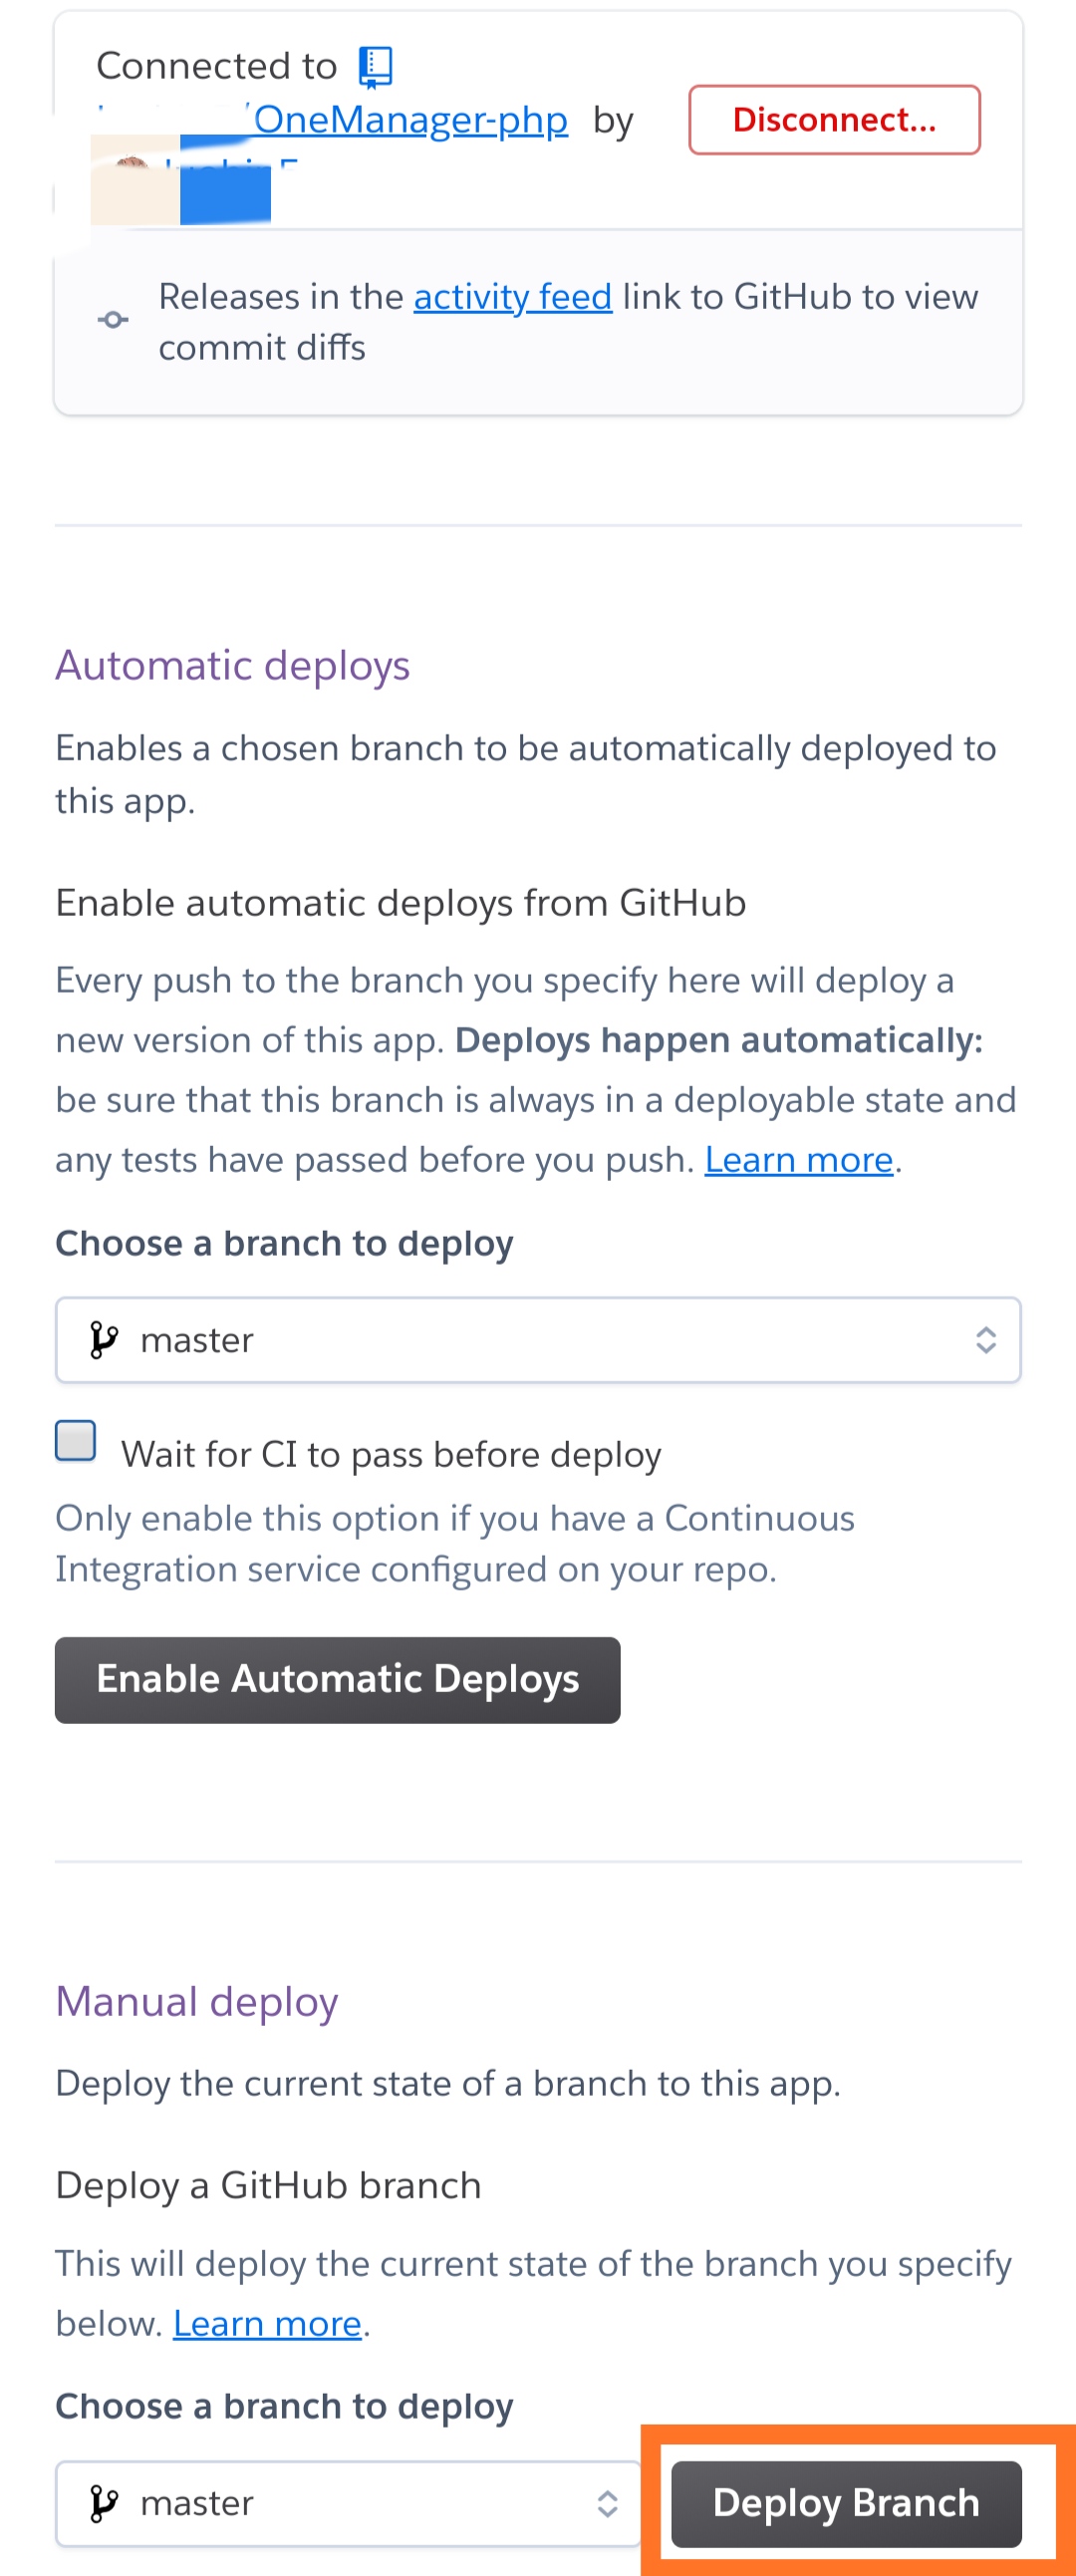 Connected to
/OneManager-php by
Disconnect...
Releases in the activity feed link to GitHub to view
commit diffs
Automatic deploys
Enables a chosen branch to be automatically deployed to
this app.
Enable automatic deploys from GitHub
Every push to the branch you specify here will deploy a
new version of this app. Deploys happen automatically:
be sure that this branch is always in a deployable state and
any tests have passed before you push. Learn more.
Choose a branch to deploy
master
Wait for CI to pass before deploy
Only enable this option if you have a Continuous
Integration service configured on your repo.
Enable Automatic Deploys
Manual deploy
Deploy the current state of a branch to this app.
Deploy a GitHub branch
This will deploy the current state of the branch you specify
below. Learn more.
Choose a branch to deploy
master
Deploy Branch